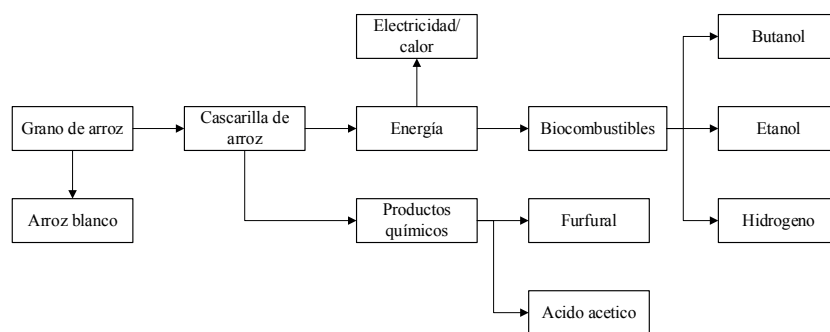 Electricidad/
calor
Butanol
Grano de arroz
Cascarilla de
arroz
Energía
Biocombustibles
Etanol
Arroz blanco
Productos
químicos
Furfural
Hidrogeno
Acido acetico